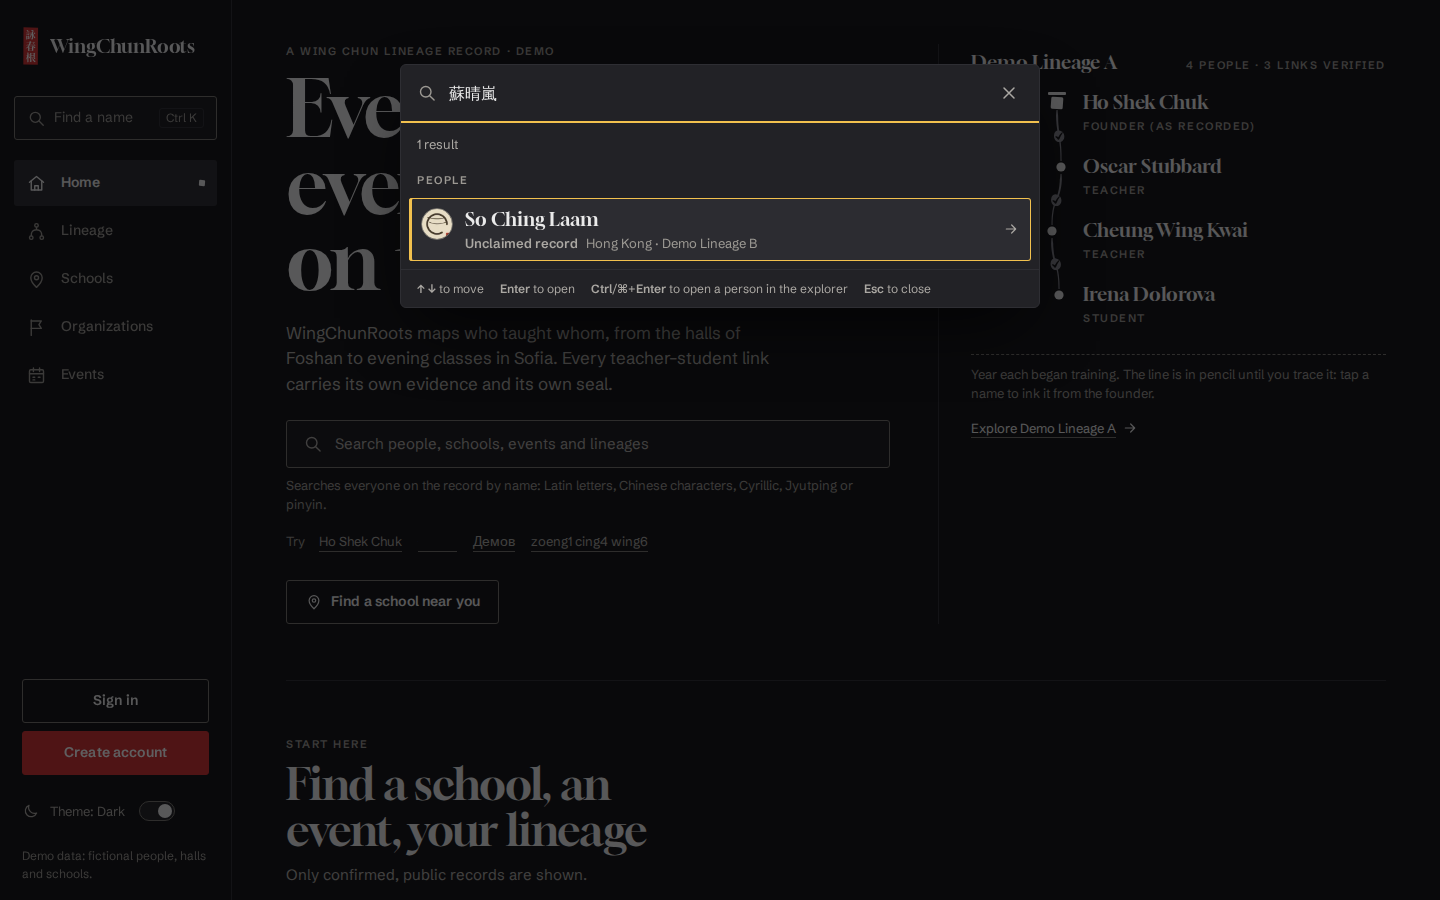 詠春根
WingChunRoots
Find a name
Ctrl K
Home
Lineage
Schools
Organizations
Events
Sign in
Create account
Theme: Dark
Demo data: fictional people, halls
and schools.
A WING CHUN LINEAGE RECORD · DEMO
Eve
eve
on
蘇晴嵐
1 result
PEOPLE
So Ching Laam
Unclaimed record Hong Kong · Demo Lineage B
↑↓ to move Enter to open Ctrl/⌘+Enter to open a person in the explorer Esc to close
WingChunRoots maps who taught whom, from the halls of
Foshan to evening classes in Sofia. Every teacher–student link
carries its own evidence and its own seal.
Search people, schools, events and lineages
Searches everyone on the record by name: Latin letters, Chinese characters, Cyrillic, Jyutping or
pinyin.
Try Ho Shek Chuk Демов zoeng1 cing4 wing6
Find a school near you
Demo Lineage A
4 PEOPLE · 3 LINKS VERIFIED
Ho Shek Chuk
FOUNDER (AS RECORDED)
Oscar Stubbard
TEACHER
Cheung Wing Kwai
TEACHER
Irena Dolorova
STUDENT
Year each began training. The line is in pencil until you trace it: tap a
name to ink it from the founder.
Explore Demo Lineage A →
START HERE
Find a school, an
event, your lineage
Only confirmed, public records are shown.